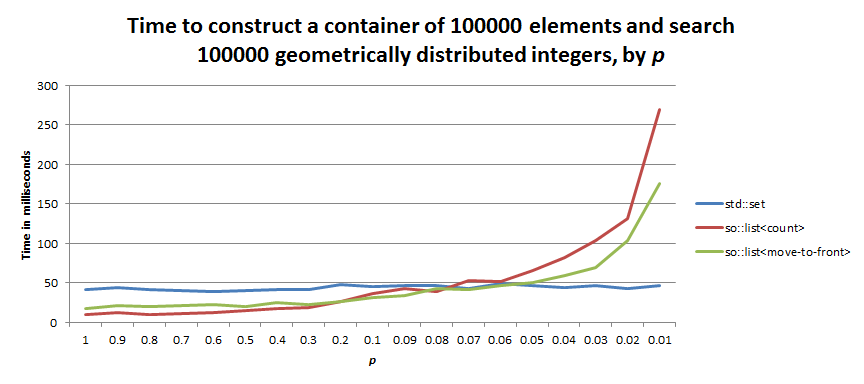 Time to construct a container of 100000 elements and search
100000 geometrically distributed integers, by p
300
250
200
150
100
50
0
Time in milliseconds
1 0.9 0.8 0.7 0.6 0.5 0.4 0.3 0.2 0.1 0.09 0.08 0.07 0.06 0.05 0.04 0.03 0.02 0.01
p
std::set
so::list<count>
so::list<move-to-front>